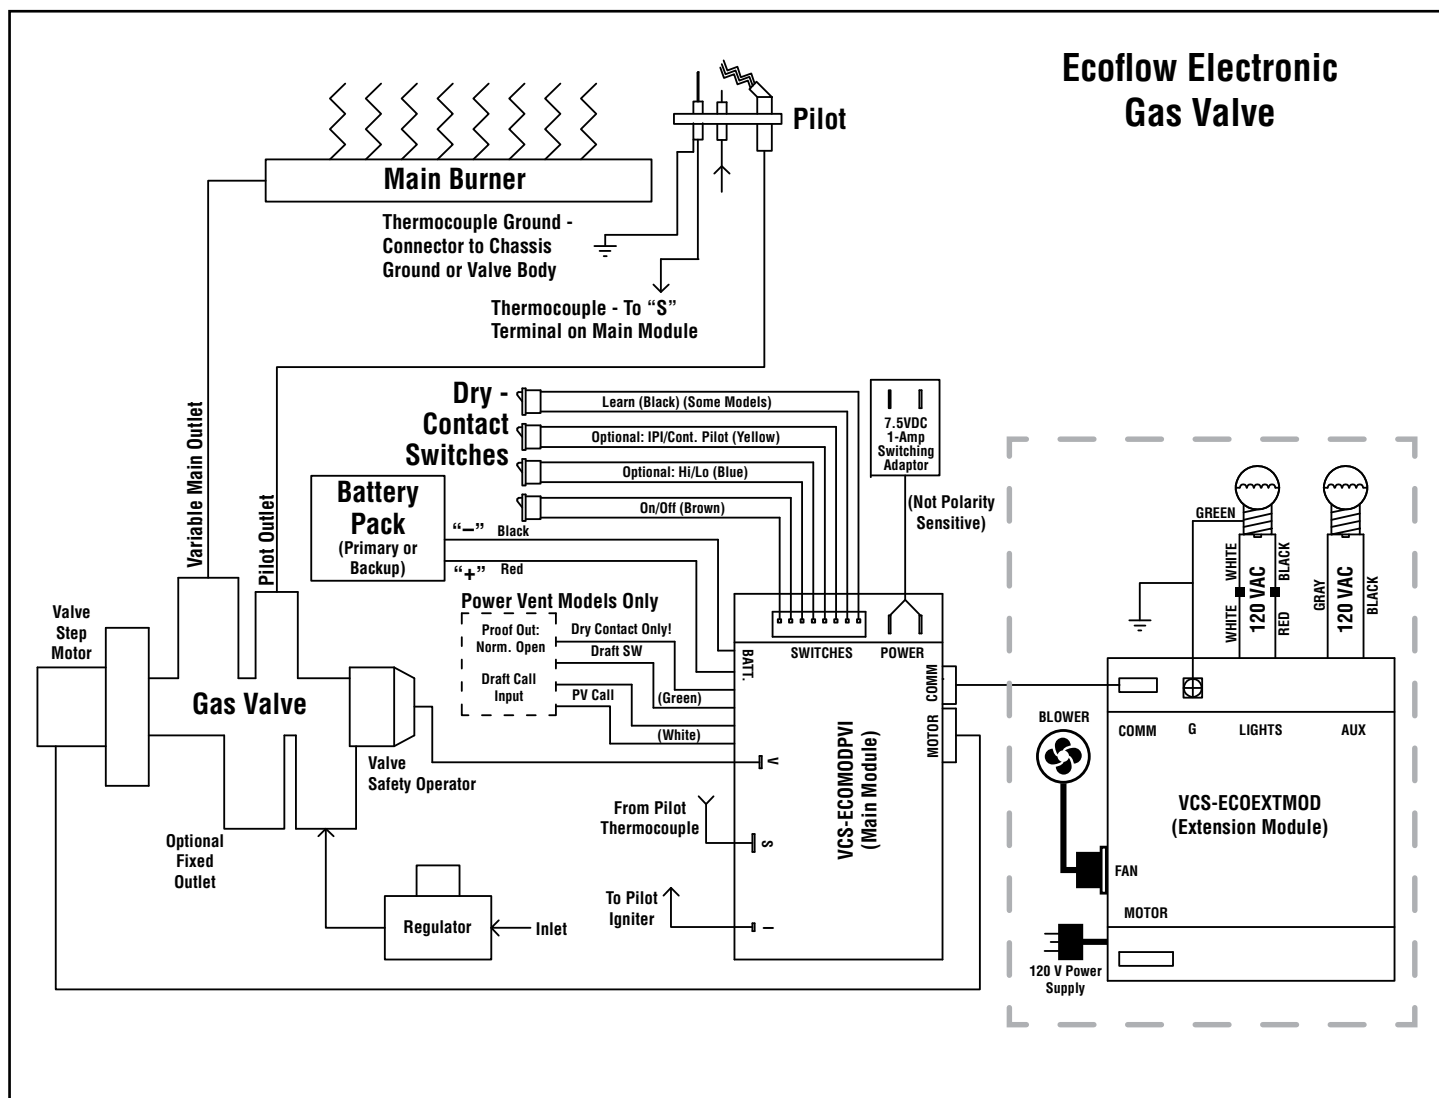 Ecoflow Electronic
Gas Valve
Pilot
Main Burner
Thermocouple Ground -
Connector to Chassis
Ground or Valve Body
Thermocouple - To “S”
Terminal on Main Module
Variable Main Outlet
Pilot Outlet
Dry -
Contact
Switches
Learn (Black) (Some Models)
Optional: IPI/Cont. Pilot (Yellow)
Optional: Hi/Lo (Blue)
On/Off (Brown)
7.5VDC
1-Amp
Switching
Adaptor
(Not Polarity
Sensitive)
Battery
Pack
(Primary or
Backup)
“–”
Black
“+”
Red
Power Vent Models Only
Proof Out:
Norm. Open
Draft Call
Input
Dry Contact Only!
Draft SW
(Green)
PV Call
(White)
Valve
Step
Motor
Gas Valve
Valve
Safety Operator
Optional
Fixed
Outlet
Regulator
Inlet
From Pilot
Thermocouple
To Pilot
Igniter
SWITCHES
POWER
BATT.
COMM
MOTOR
V
S
I
VCS-ECOMODPVI
(Main Module)
GREEN
WHITE
WHITE
120 VAC
BLACK
RED
GRAY
120 VAC
BLACK
COMM
G
LIGHTS
AUX
BLOWER
VCS-ECOEXTMOD
(Extension Module)
FAN
MOTOR
120 V Power
Supply